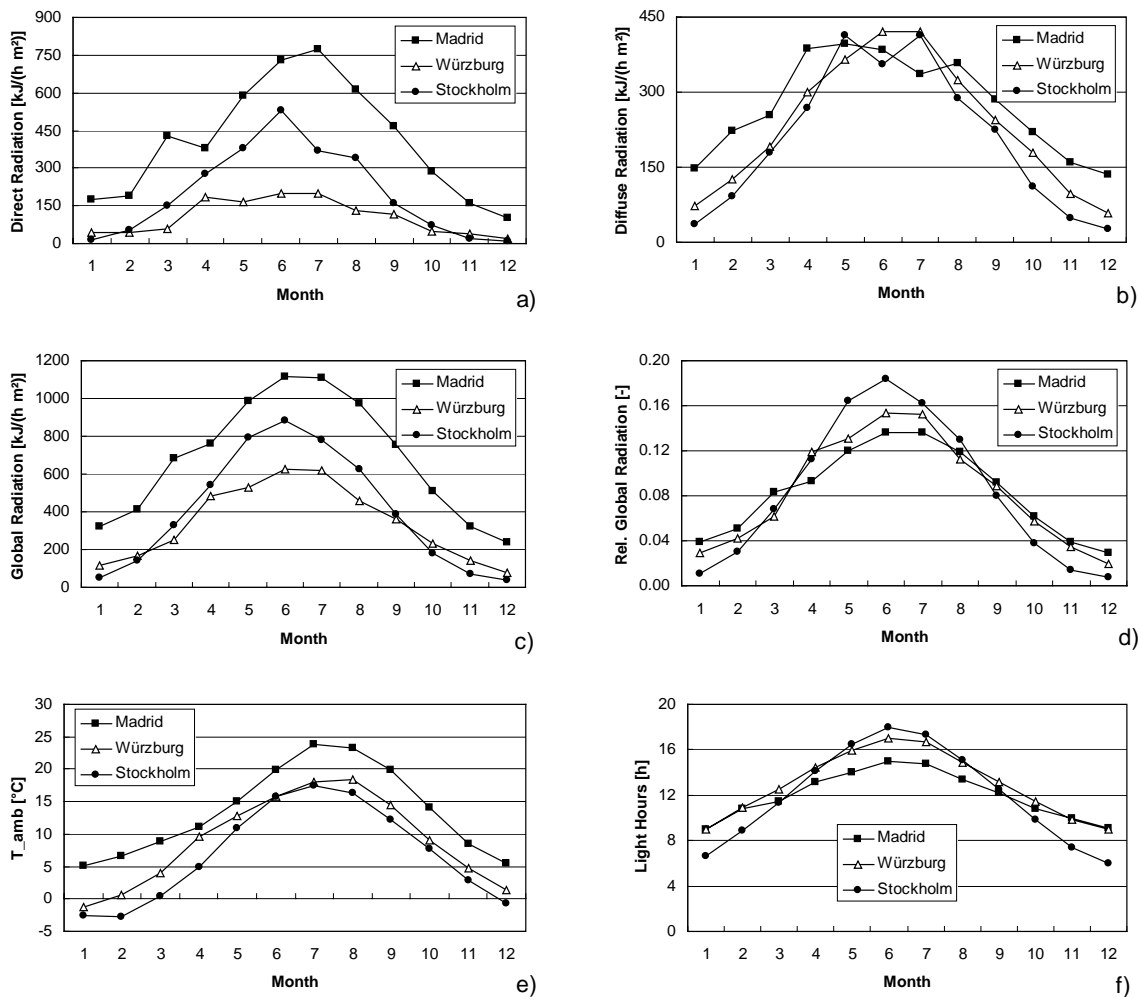 Direct Radiation [kJ/(h m²)]
900
750
600
450
300
150
0
1 2 3 4 5 6 7 8 9 10 11 12
Month
Madrid
Würzburg
Stockholm
a)
Diffuse Radiation [kJ/(h m²)]
450
300
150
0
1 2 3 4 5 6 7 8 9 10 11 12
Month
Madrid
Würzburg
Stockholm
b)
Global Radiation [kJ/(h m²)]
1200
1000
800
600
400
200
0
1 2 3 4 5 6 7 8 9 10 11 12
Month
Madrid
Würzburg
Stockholm
c)
Rel. Global Radiation [-]
0.20
0.16
0.12
0.08
0.04
0.00
1 2 3 4 5 6 7 8 9 10 11 12
Month
Madrid
Würzburg
Stockholm
d)
T_amb [°C]
30
25
20
15
10
5
0
-5
1 2 3 4 5 6 7 8 9 10 11 12
Month
Madrid
Würzburg
Stockholm
e)
Light Hours [h]
20
16
12
8
4
0
1 2 3 4 5 6 7 8 9 10 11 12
Month
Madrid
Würzburg
Stockholm
f)